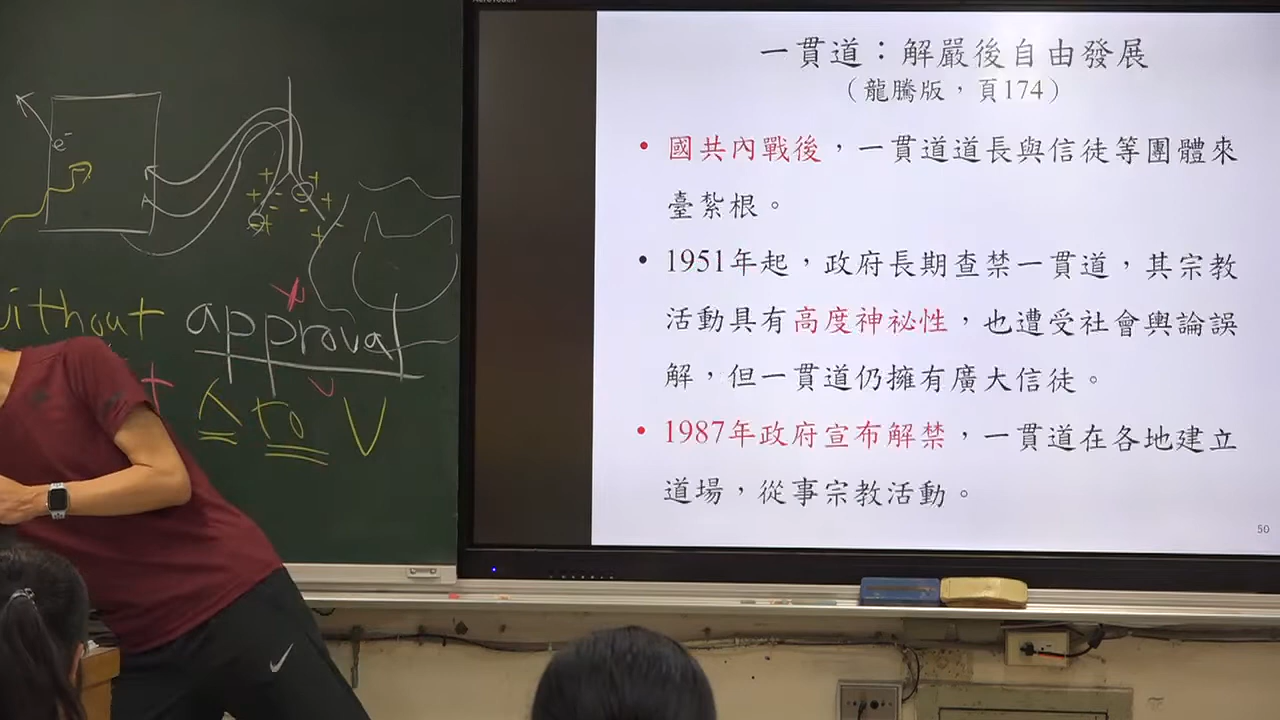 一貫道：解嚴後自由發展
（龍騰版，頁174）
• 國共內戰後，一貫道道長與信徒等團體來
臺紮根。
• 1951年起，政府長期查禁一貫道，其宗教
活動具有高度神祕性，也遭受社會輿論誤
解，但一貫道仍擁有廣大信徒。
• 1987年政府宣布解禁，一貫道在各地建立
道場，從事宗教活動。
50
e⁻
without approval
to V